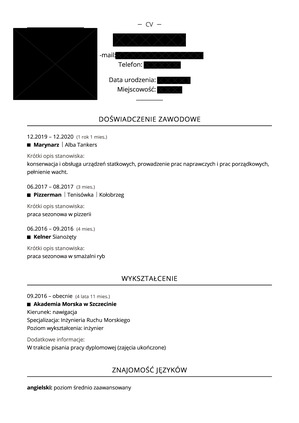 — CV —
-mail:
Telefon:
Data urodzenia:
Miejscowość:
DOŚWIADCZENIE ZAWODOWE
12.2019 – 12.2020 (1 rok 1 mies.)
Marynarz | Alba Tankers
Krótki opis stanowiska:
konserwacja i obsługa urządzeń statkowych, prowadzenie prac naprawczych i prac porządkowych,
pełnienie wacht.
06.2017 – 08.2017 (3 mies.)
Pizzerman | Tenisówka | Kołobrzeg
Krótki opis stanowiska:
praca sezonowa w pizzerii
06.2016 – 09.2016 (4 mies.)
Kelner Sianożęty
Krótki opis stanowiska:
praca sezonowa w smażalni ryb
WYKSZTAŁCENIE
09.2016 – obecnie (4 lata 11 mies.)
Akademia Morska w Szczecinie
Kierunek: nawigacja
Specjalizacja: Inżynieria Ruchu Morskiego
Poziom wykształcenia: inżynier
Dodatkowe informacje:
W trakcie pisania pracy dyplomowej (zajęcia ukończone)
ZNAJOMOŚĆ JĘZYKÓW
angielski: poziom średnio zaawansowany